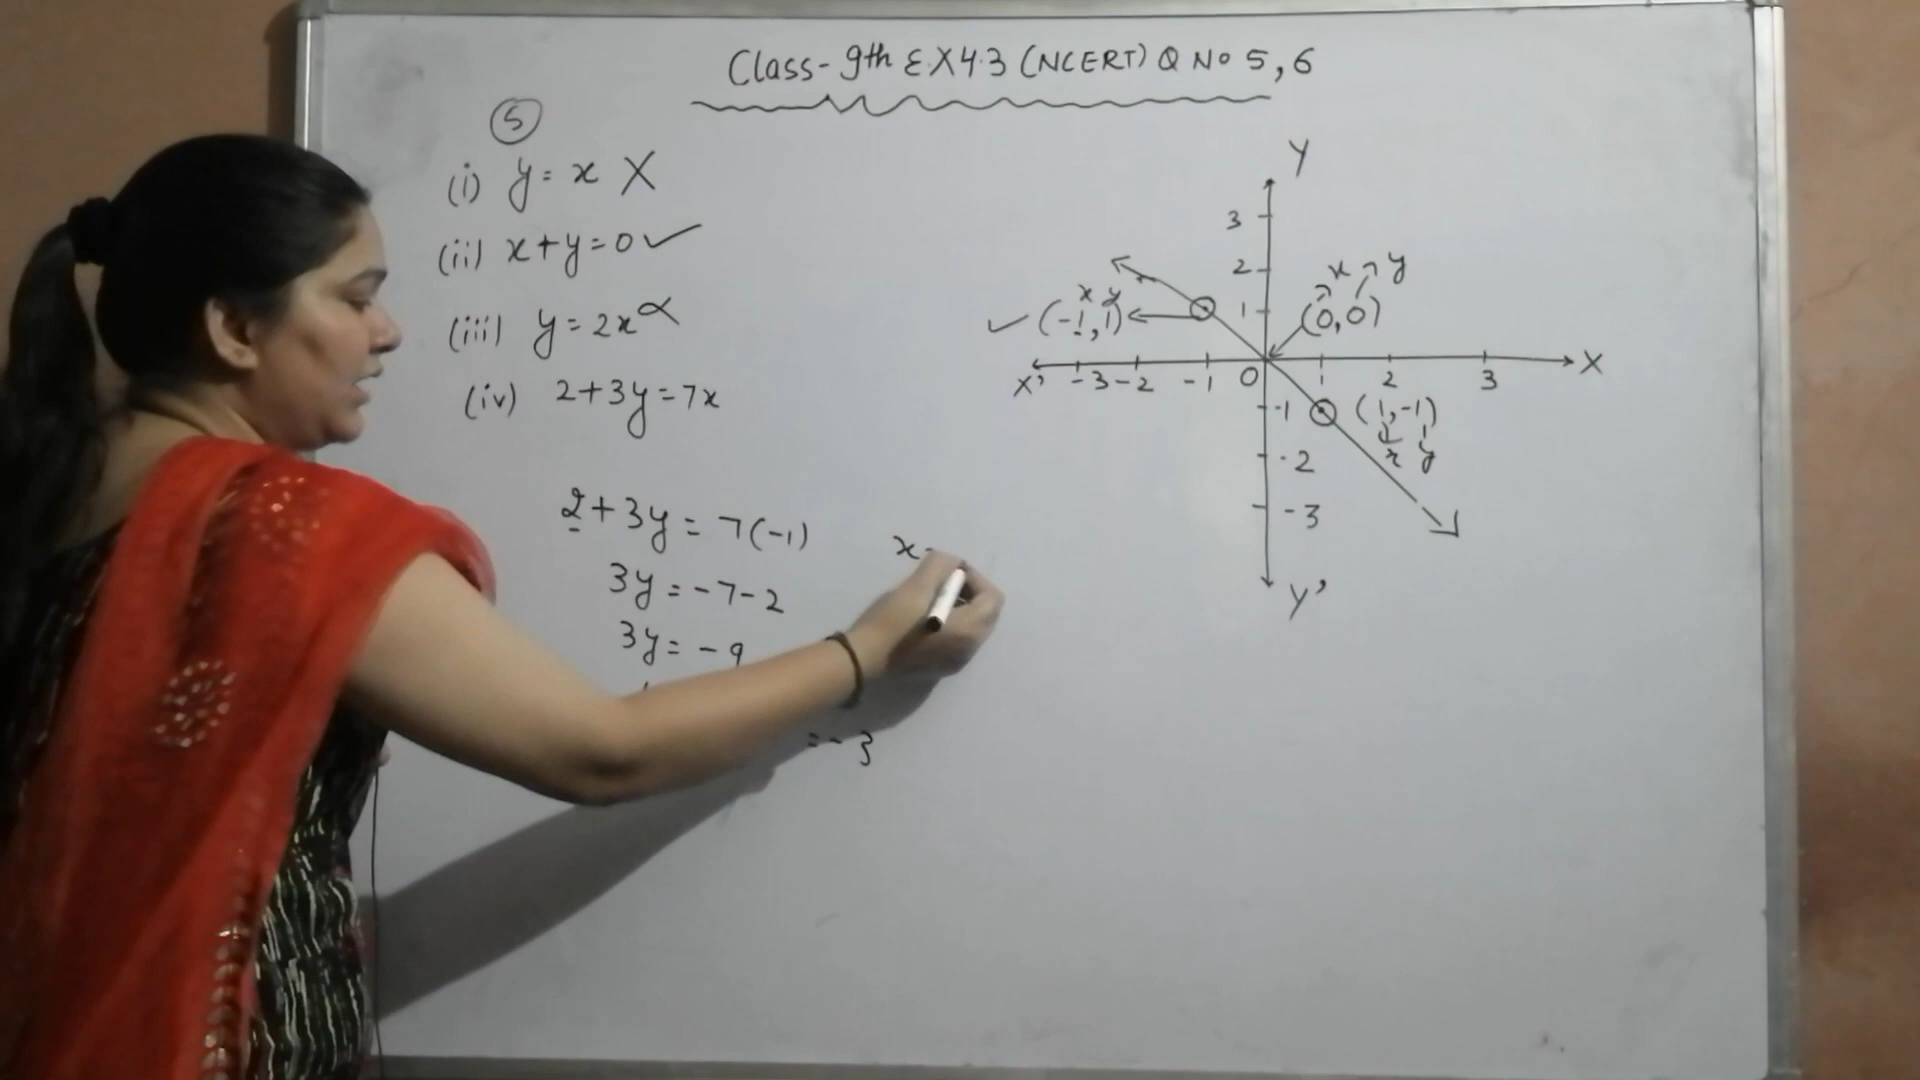 Class-9th EX4.3 (NCERT) Q No 5,6
5
(i) y = x X
(ii) x+y=0 ✓
(iii) y = 2x
(iv) 2+3y=7x
2+3y = 7(-1)
3y = -7-2
3y = -9
= -3
x=
Y
3
2
1
x y
(0,0)
x y
✓ (-1,1)
X' -3 -2 -1 0 1 2 3 X
-1
(1,-1)
x y
-2
-3
Y'